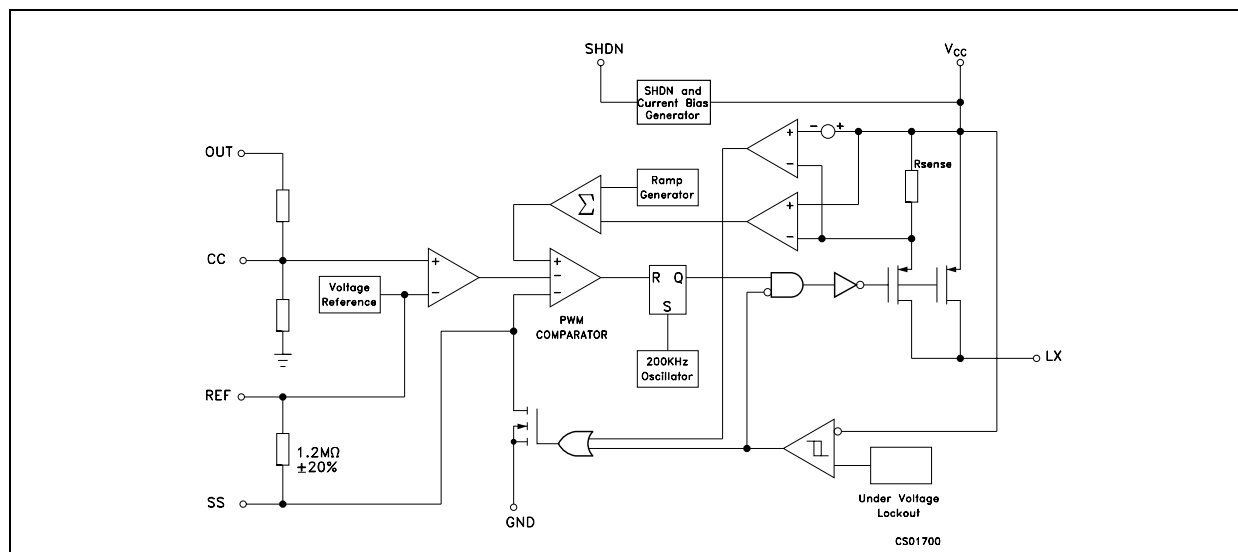 SHDN
VCC
SHDN and
Current Bias
Generator
- +
OUT
+
-
Rsense
Ramp
Generator
Σ
+
-
CC
+
-
+
-
-
R Q
S
Voltage
Reference
PWM
COMPARATOR
200KHz
Oscillator
LX
REF
1.2MΩ
±20%
SS
GND
Under Voltage
Lockout
CS01700